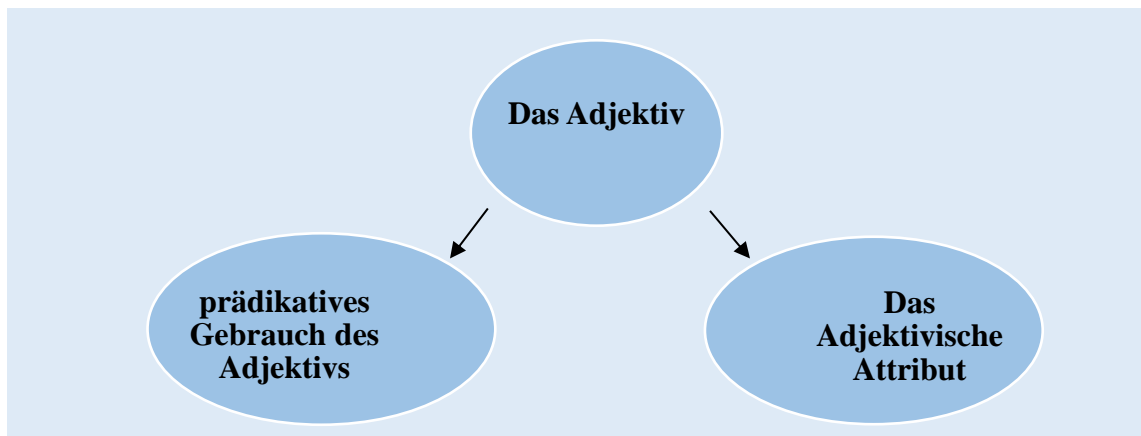 Das Adjektiv
prädikatives
Gebrauch des
Adjektivs
Das
Adjektivische
Attribut